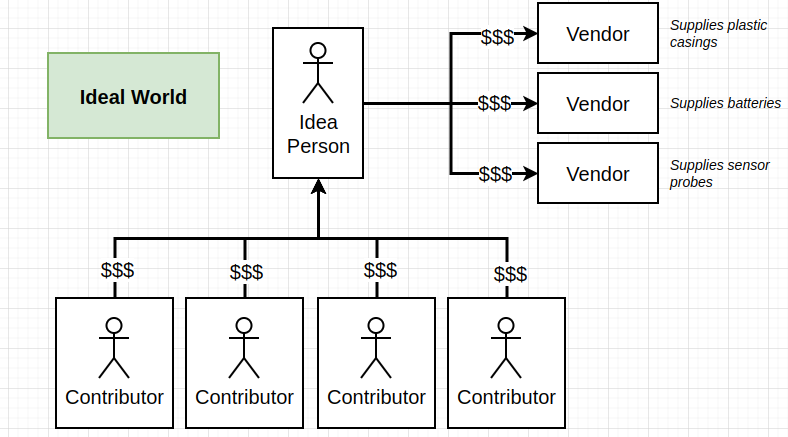 Ideal World
Idea
Person
$$$
Vendor
Supplies plastic
casings
$$$
Vendor
Supplies batteries
$$$
Vendor
Supplies sensor
probes
$$$
$$$
$$$
$$$
Contributor
Contributor
Contributor
Contributor